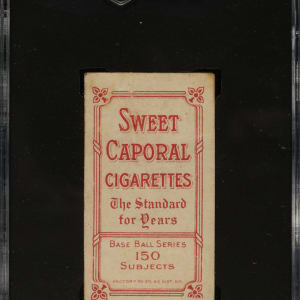 SWEET
CAPORAL
CIGARETTES
The Standard
for Years
BASE BALL SERIES
150
SUBJECTS